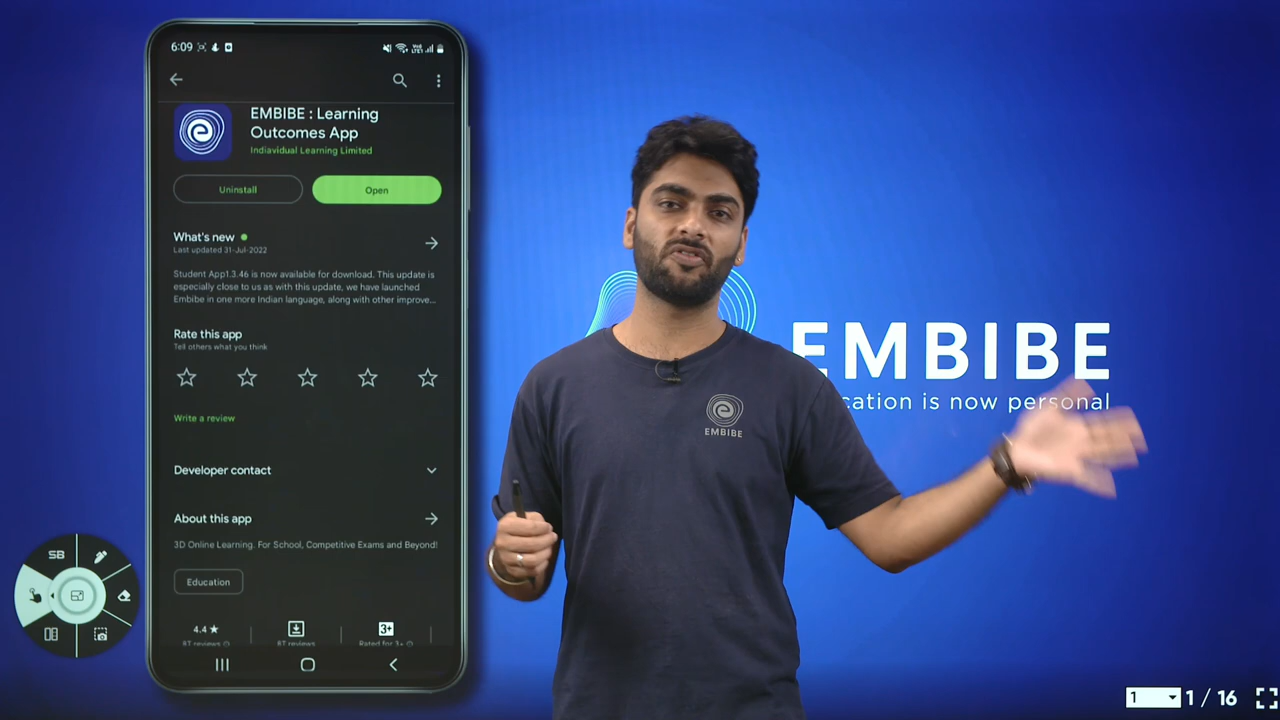 6:09
EMBIBE : Learning
Outcomes App
Indiavidual Learning Limited
Uninstall
Open
What's new
Last updated 31-Jul-2022
Student App1.3.46 is now available for download. This update is
especially close to us as with this update, we have launched
Embibe in one more Indian language, along with other improve...
Rate this app
Tell others what you think
Write a review
Developer contact
About this app
3D Online Learning. For School, Competitive Exams and Beyond!
Education
4.4 ★
3+
Rated for 3+
SB
EMBIBE
EMBIBE
cation is now personal
1
1 / 16